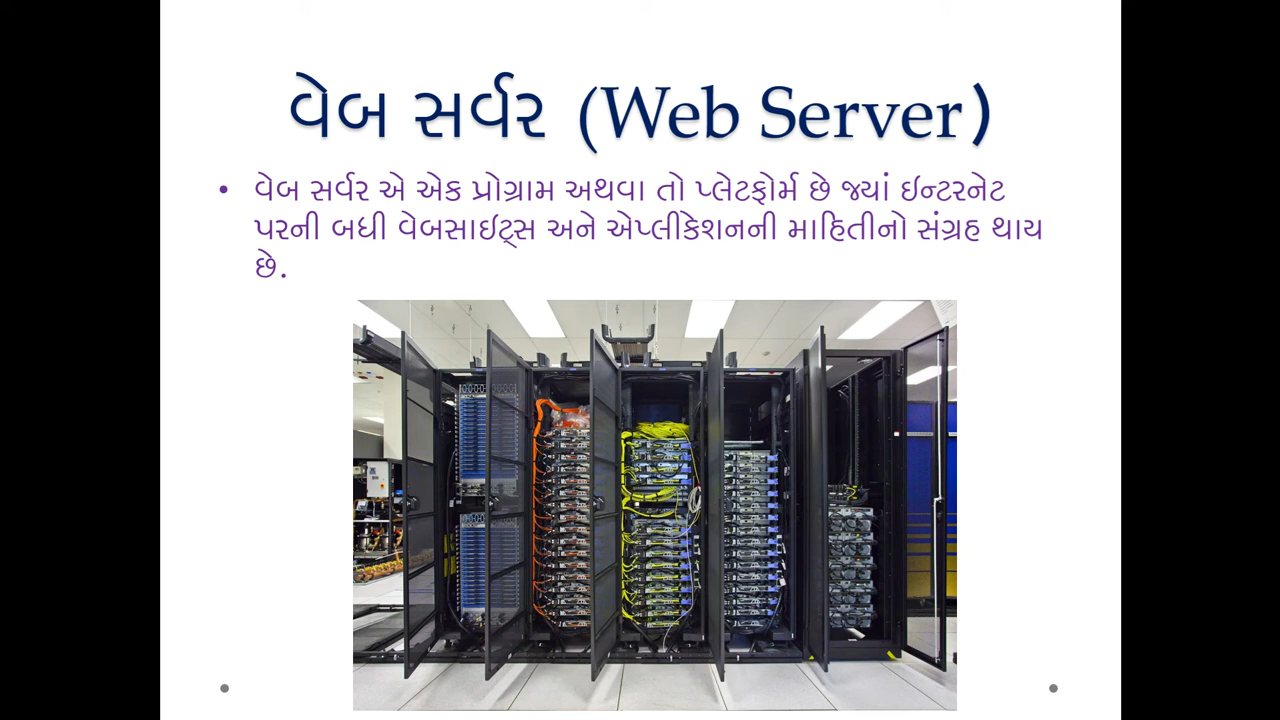 વેબ સર્વર (Web Server)
• વેબ સર્વર એ એક પ્રોગ્રામ અથવા તો પ્લેટફોર્મ છે જ્યાં ઈન્ટરનેટ
પરની બધી વેબસાઈટ્સ અને એપ્લીકેશનની માહિતીનો સંગ્રહ થાય
છે.